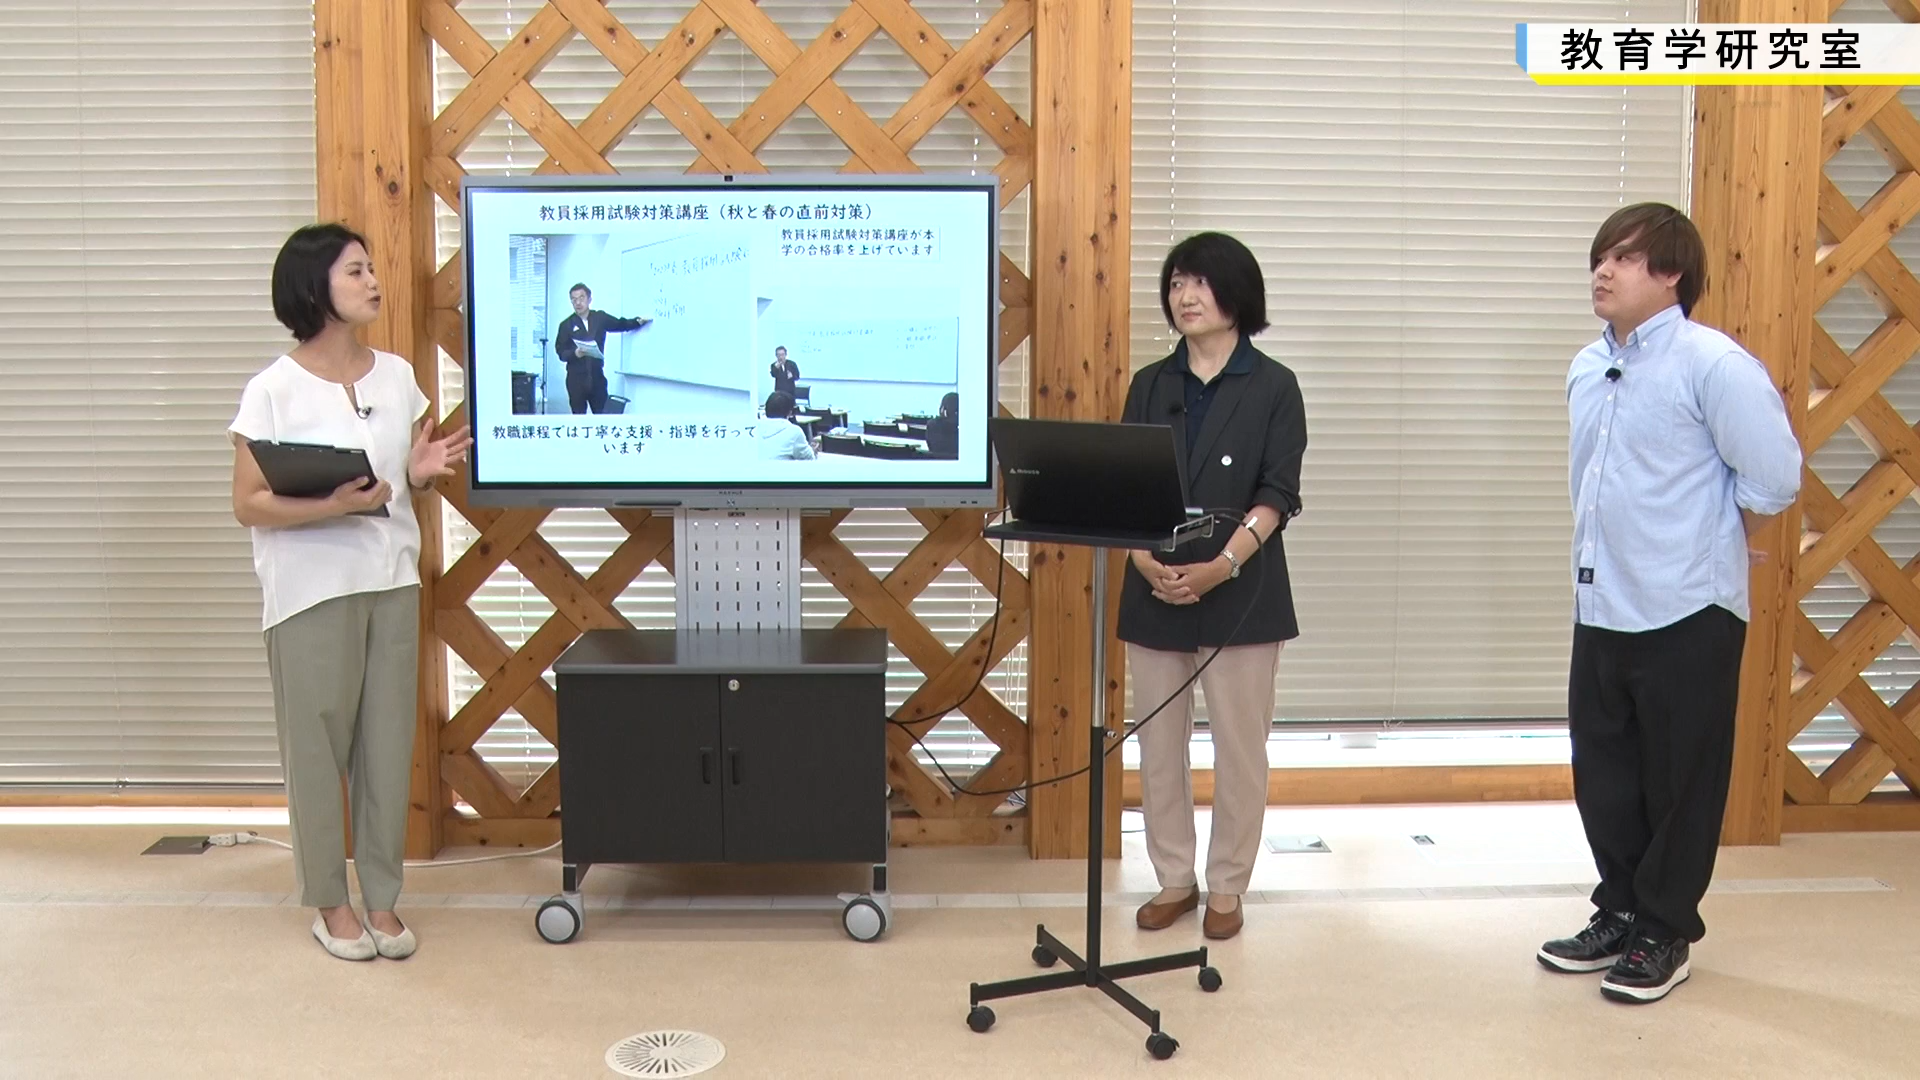 教育学研究室
教員採用試験対策講座（秋と春の直前対策）
教員採用試験対策講座が本
学の合格率を上げています
教職課程では丁寧な支援・指導を行って
います